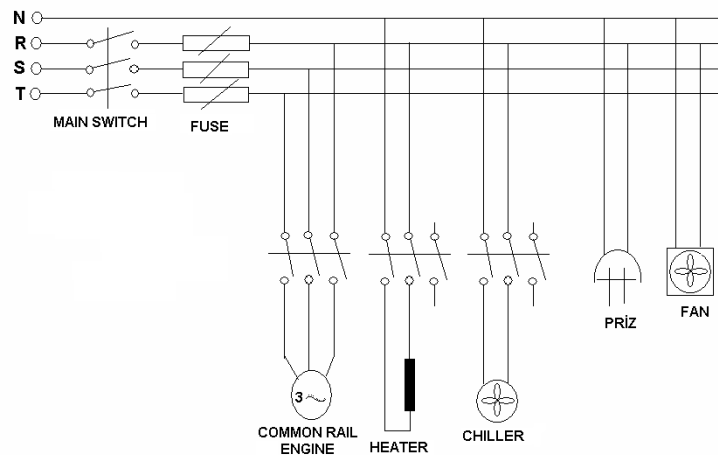 N
R
S
T
MAIN SWITCH
FUSE
3
COMMON RAIL
ENGINE
HEATER
CHILLER
PRİZ
FAN